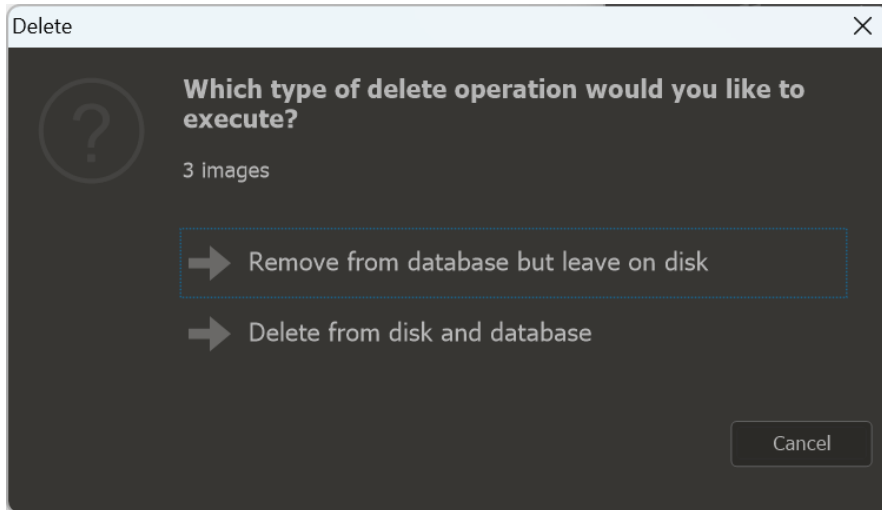 Delete
Which type of delete operation would you like to
execute?
3 images
Remove from database but leave on disk
Delete from disk and database
Cancel